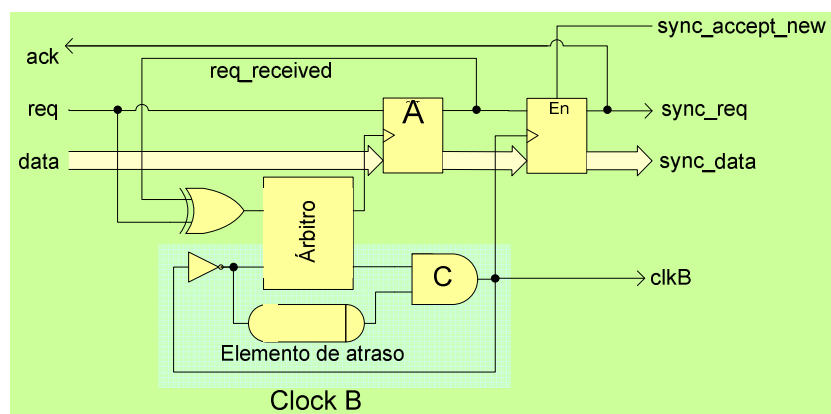 sync_accept_new
ack
req_received
req
A
En
sync_req
data
sync_data
Árbitro
C
clkB
Elemento de atraso
Clock B